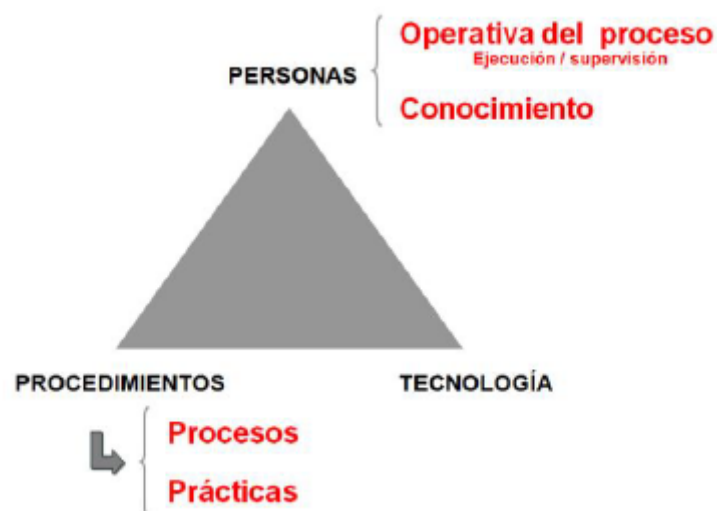 Operativa del proceso
Ejecución / supervisión
PERSONAS
Conocimiento
PROCEDIMIENTOS
TECNOLOGÍA
Procesos
Prácticas